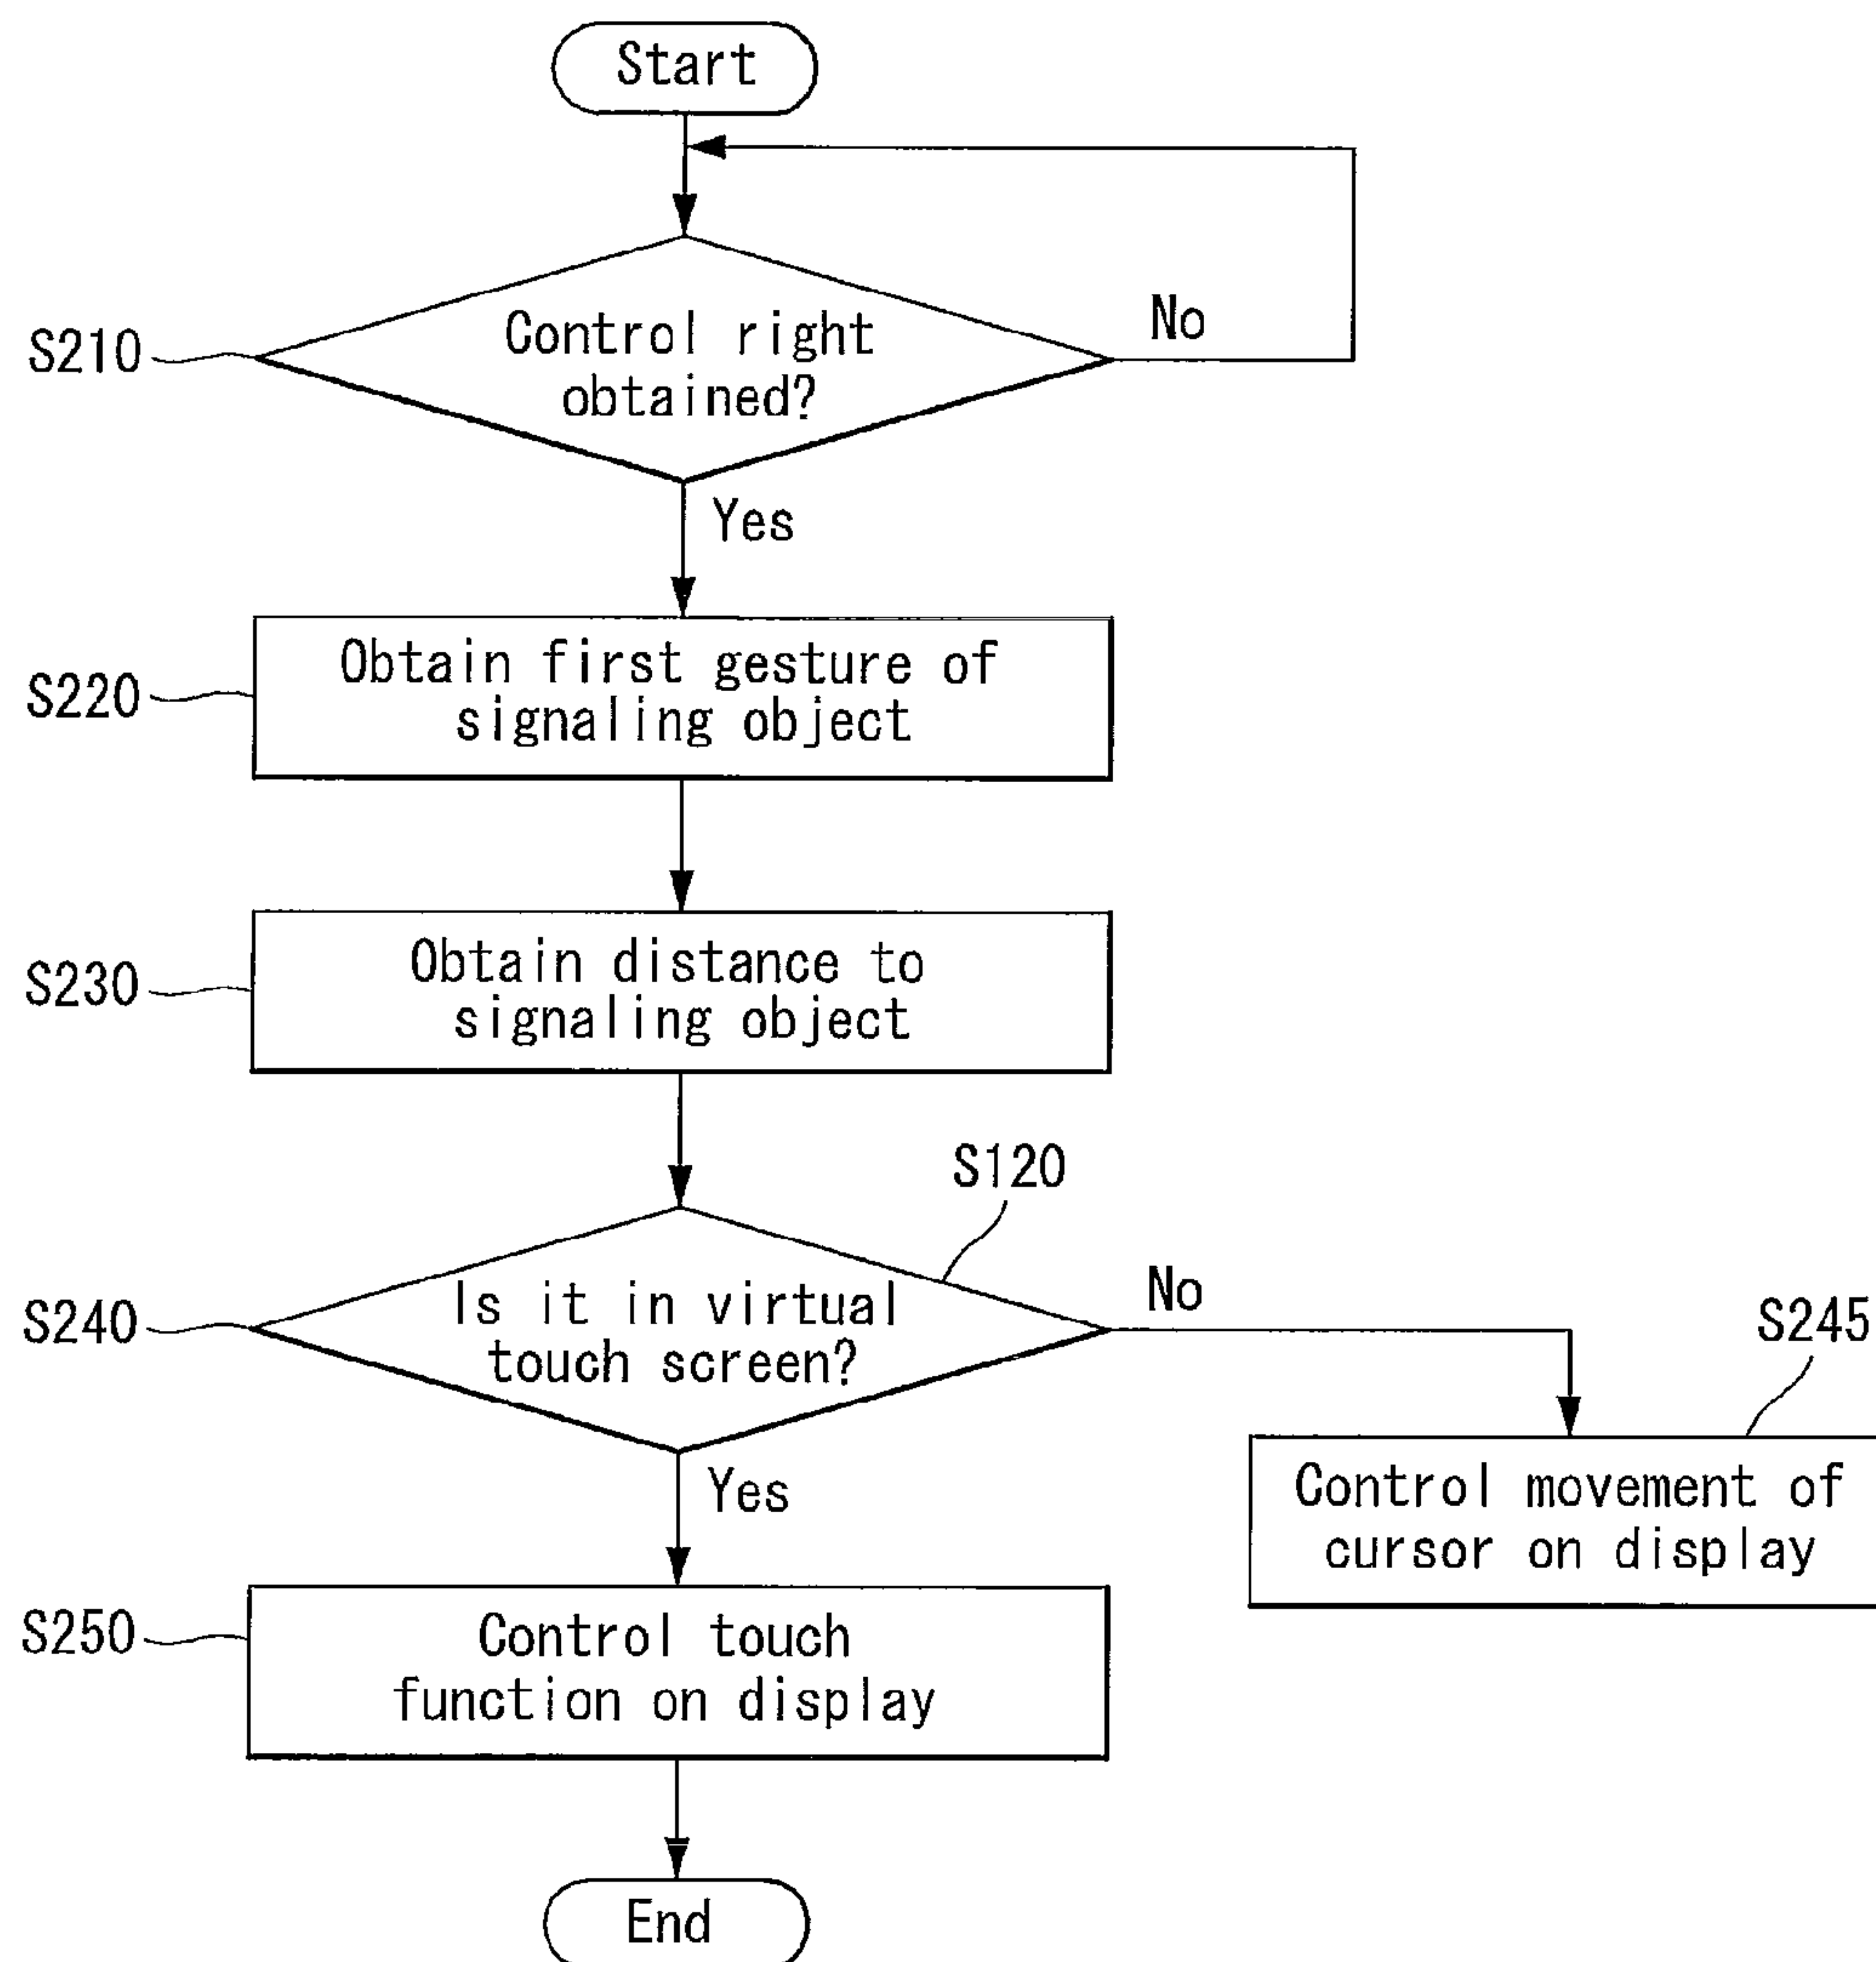 Start
S210
Control right
obtained?
No
Yes
S220
Obtain first gesture of
signaling object
S230
Obtain distance to
signaling object
S120
S240
Is it in virtual
touch screen?
No
S245
Yes
Control movement of
cursor on display
S250
Control touch
function on display
End